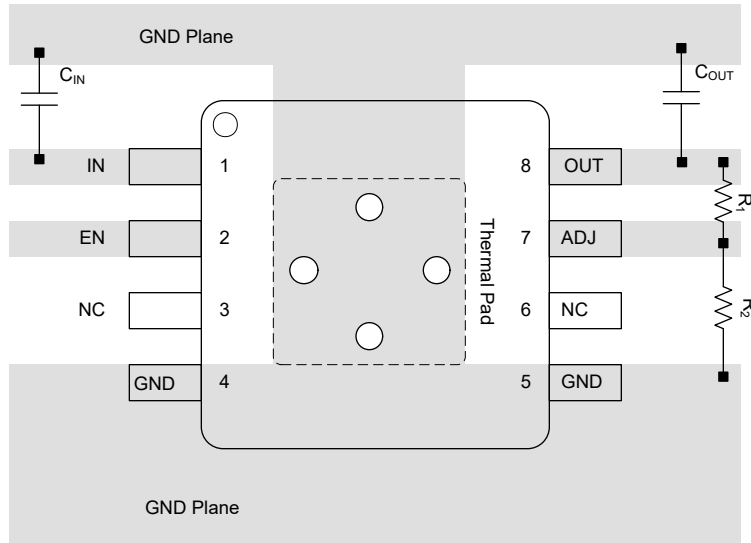 GND Plane
C_IN
C_OUT
IN
1
8
OUT
R_1
EN
2
7
ADJ
Thermal Pad
NC
3
6
NC
R_2
GND
4
5
GND
GND Plane